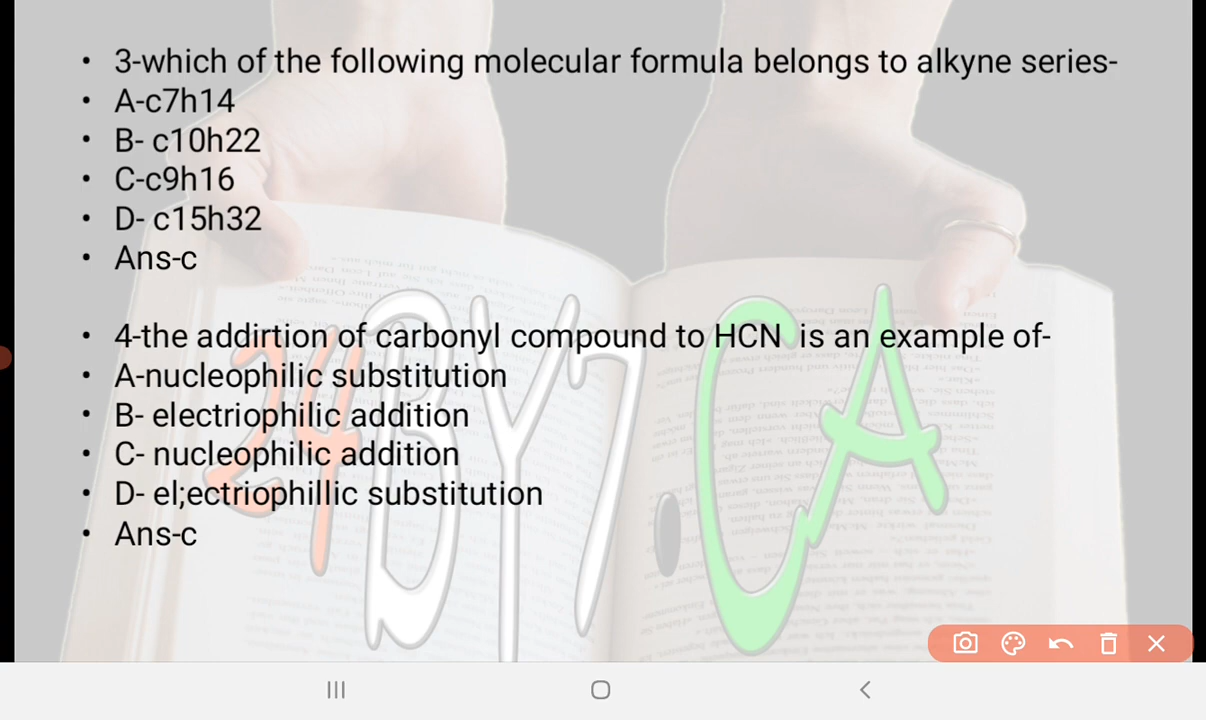 • 3-which of the following molecular formula belongs to alkyne series-
• A-c7h14
• B- c10h22
• C-c9h16
• D- c15h32
• Ans-c
• 4-the addirtion of carbonyl compound to HCN is an example of-
• A-nucleophilic substitution
• B- electriophilic addition
• C- nucleophilic addition
• D- el;ectriophillic substitution
• Ans-c
24BY7.CA